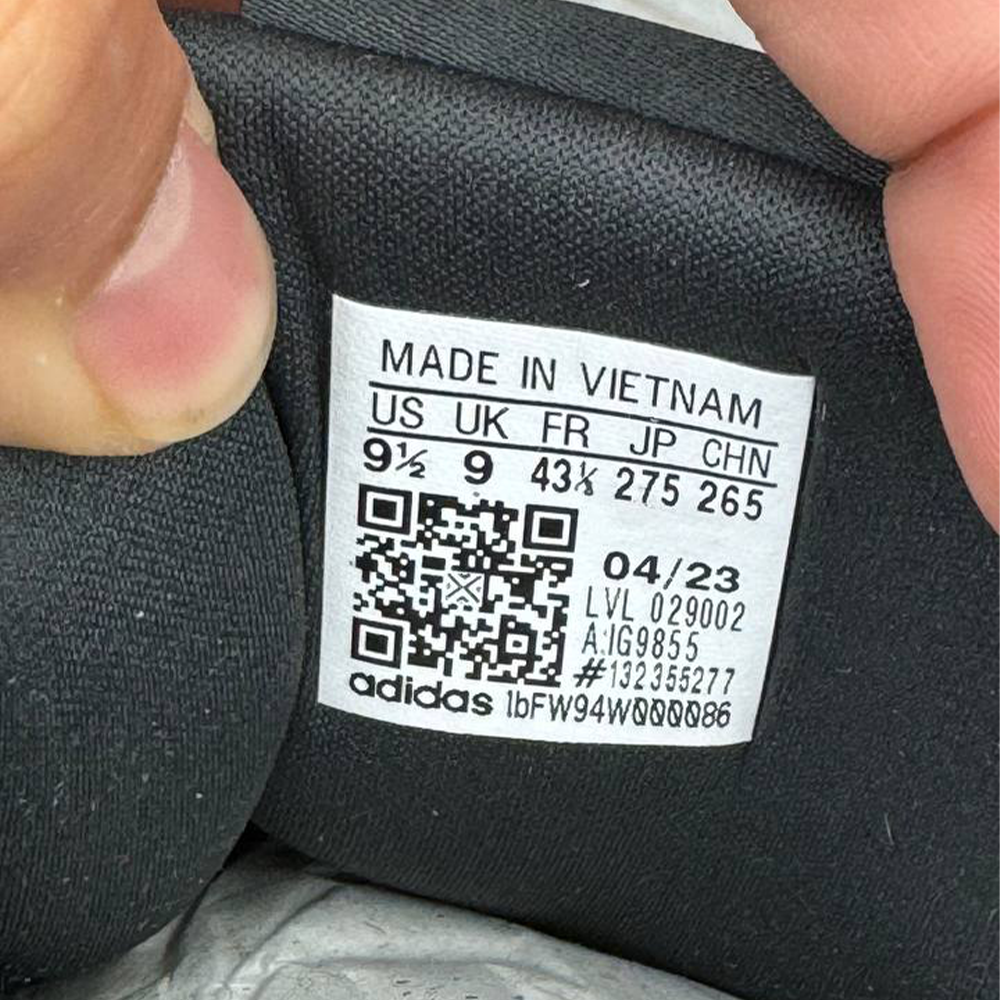 MADE IN VIETNAM
US UK FR JP CHN
9½ 9 43⅓ 275 265
04/23
LVL 029002
A:IG9855
#132355277
adidas 1bFW94W000086